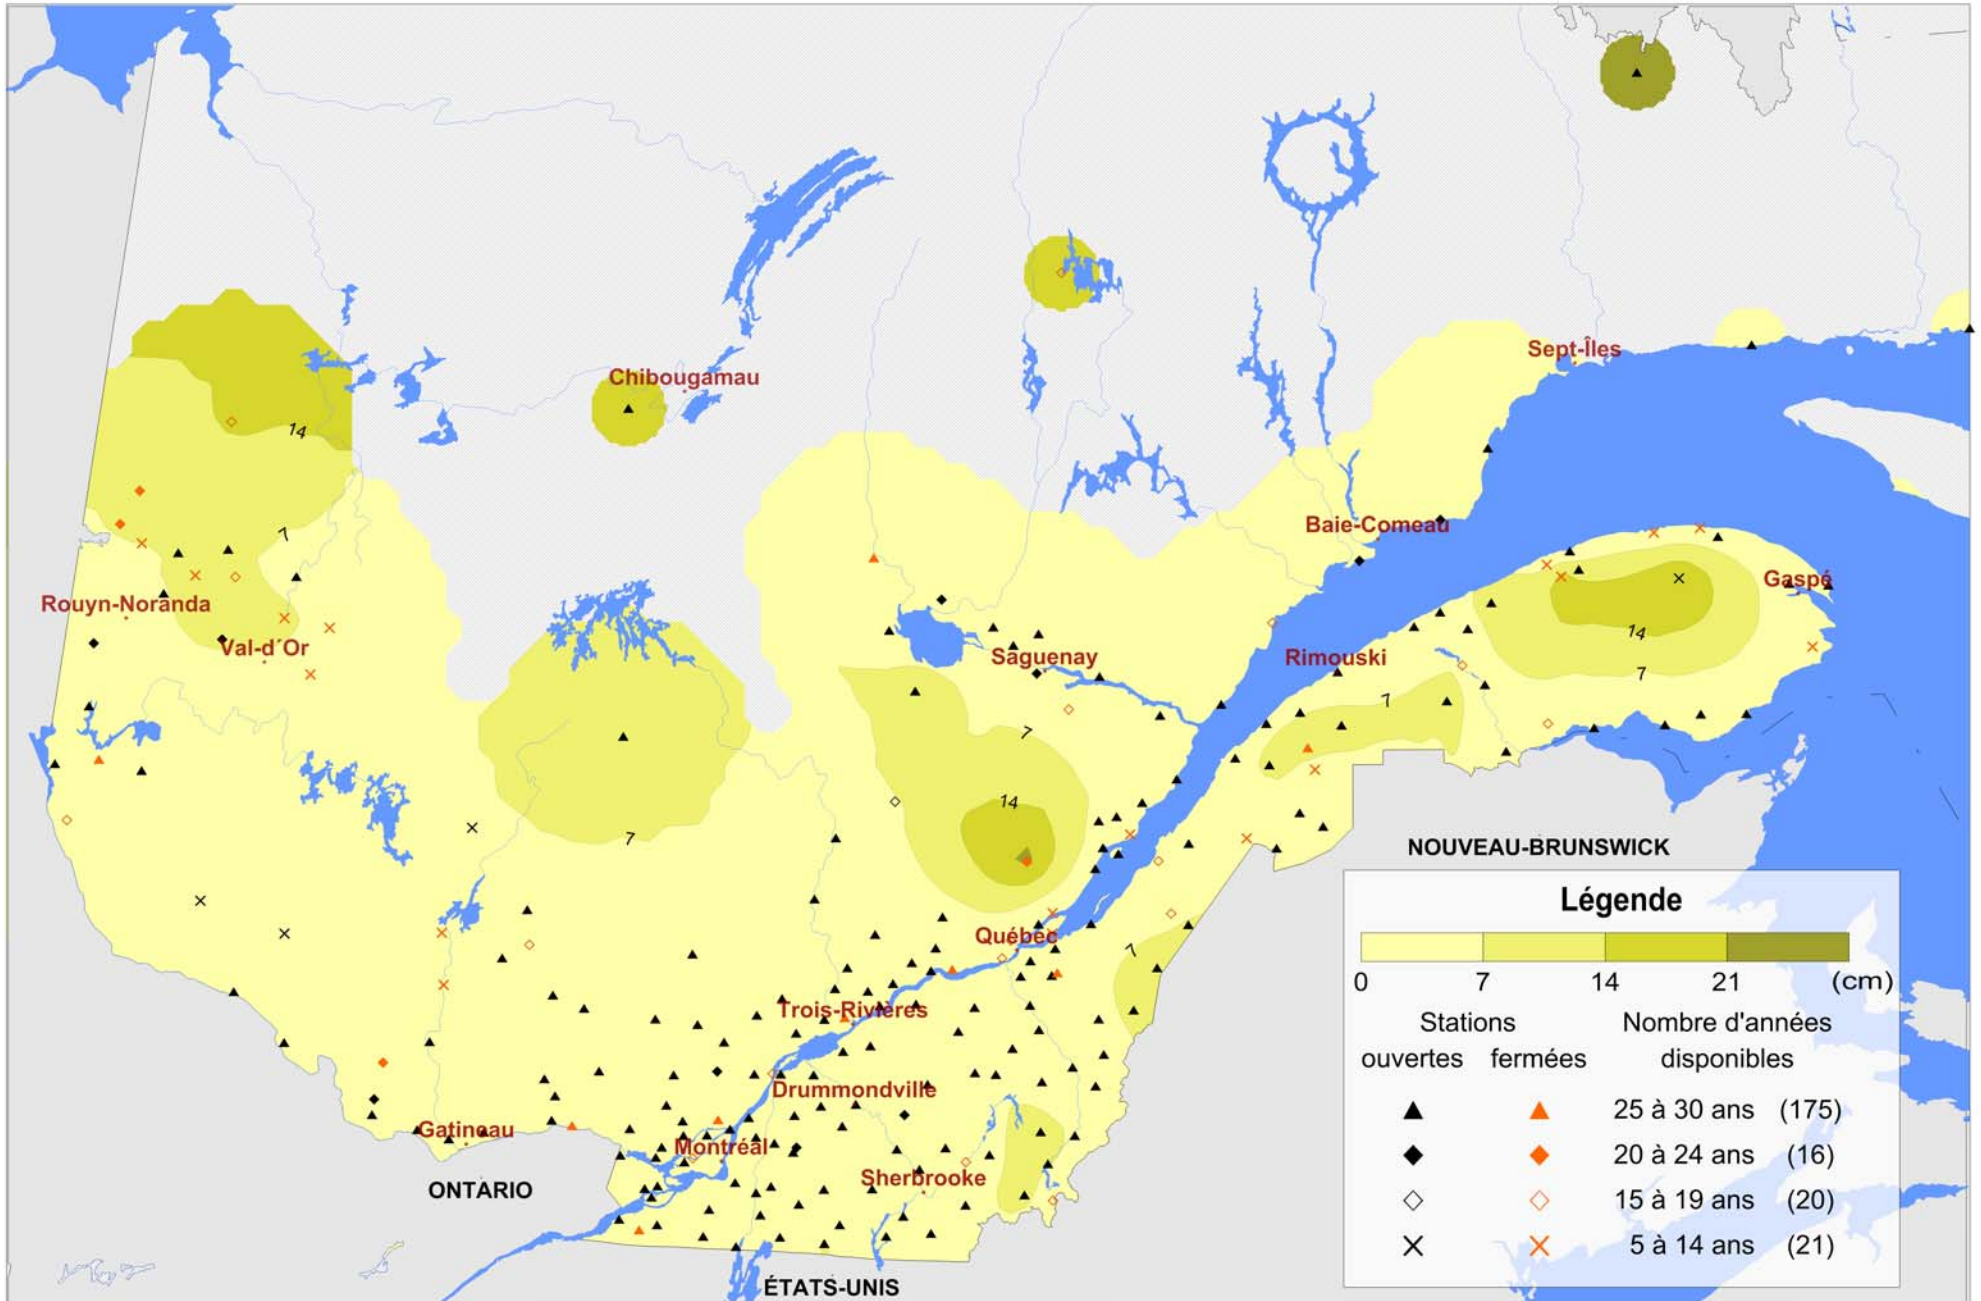 Sept-Îles
Chibougamau
14
Baie-Comeau
7
Gaspé
Rouyn-Noranda
14
Val-d´Or
Saguenay
Rimouski
7
7
7
14
7
NOUVEAU-BRUNSWICK
Québec
7
Trois-Rivières
Drummondville
Gatineau
Montréal
Sherbrooke
ONTARIO
ÉTATS-UNIS
Légende
0 7 14 21 (cm)
Stations Nombre d'années
ouvertes fermées disponibles
25 à 30 ans (175)
20 à 24 ans (16)
15 à 19 ans (20)
5 à 14 ans (21)